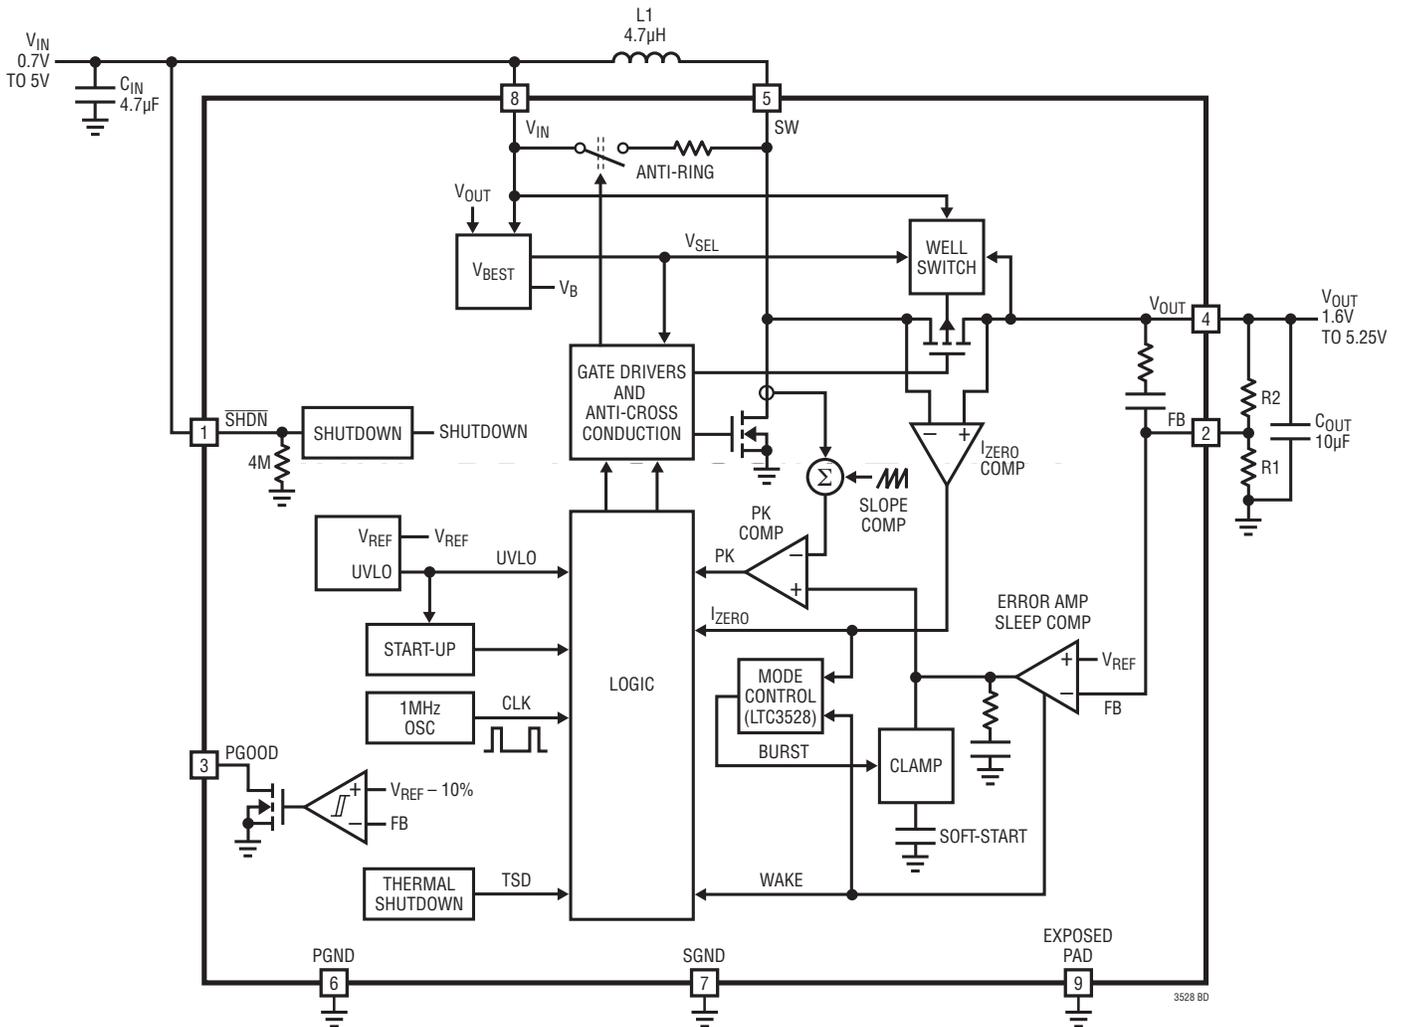 L1
4.7µH
VIN
0.7V
TO 5V
CIN
4.7µF
8
5
VIN
SW
ANTI-RING
VOUT
VBEST
VSEL
VB
WELL
SWITCH
VOUT
4
VOUT
1.6V
TO 5.25V
GATE DRIVERS
AND
ANTI-CROSS
CONDUCTION
1
SHDN
SHUTDOWN
SHUTDOWN
4M
– +
IZERO
COMP
FB
2
R2
R1
COUT
10µF
Σ
SLOPE
COMP
PK
COMP
PK
–
+
VREF
VREF
UVLO
UVLO
START-UP
1MHz
OSC
CLK
LOGIC
IZERO
MODE
CONTROL
(LTC3528)
BURST
ERROR AMP
SLEEP COMP
+
–
VREF
FB
CLAMP
SOFT-START
3
PGOOD
+
–
VREF – 10%
FB
THERMAL
SHUTDOWN
TSD
WAKE
PGND
6
SGND
7
EXPOSED
PAD
9
3528 BD